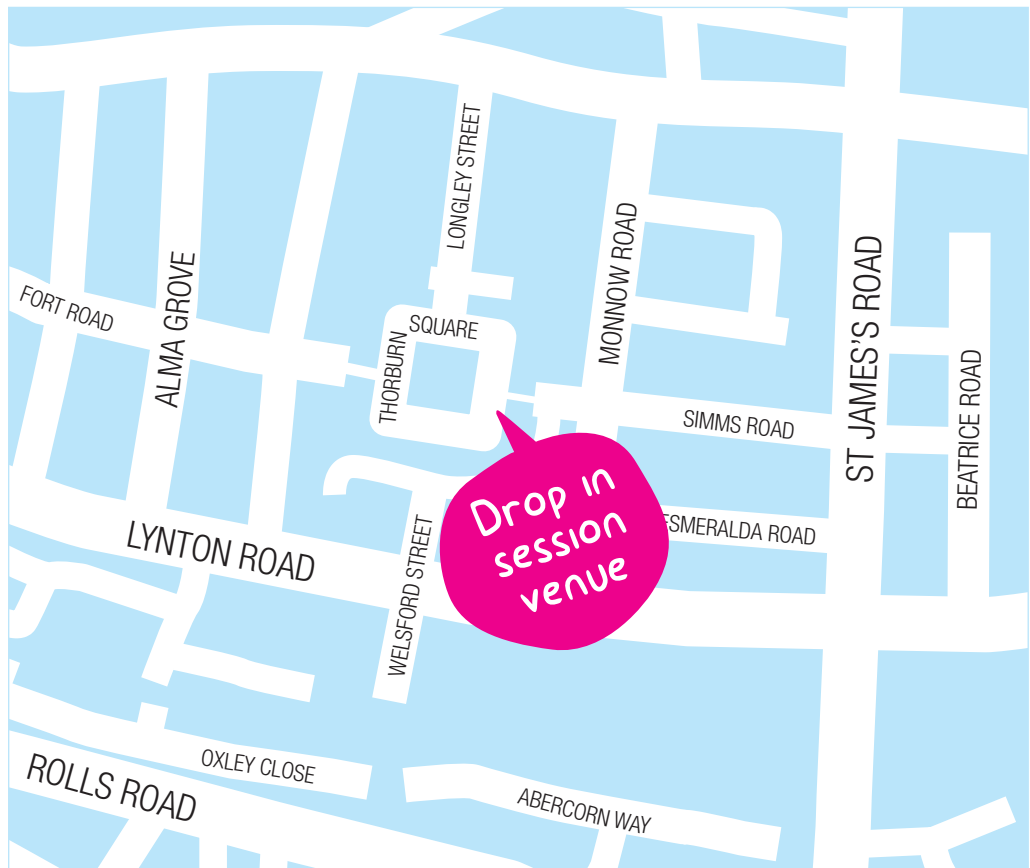 LONGLEY STREET
MONNOW ROAD
ST JAMES'S ROAD
FORT ROAD
ALMA GROVE
THORBURN
SQUARE
SIMMS ROAD
BEATRICE ROAD
Drop in
session
venue
ESMERALDA ROAD
LYNTON ROAD
WELSFORD STREET
OXLEY CLOSE
ROLLS ROAD
ABERCORN WAY